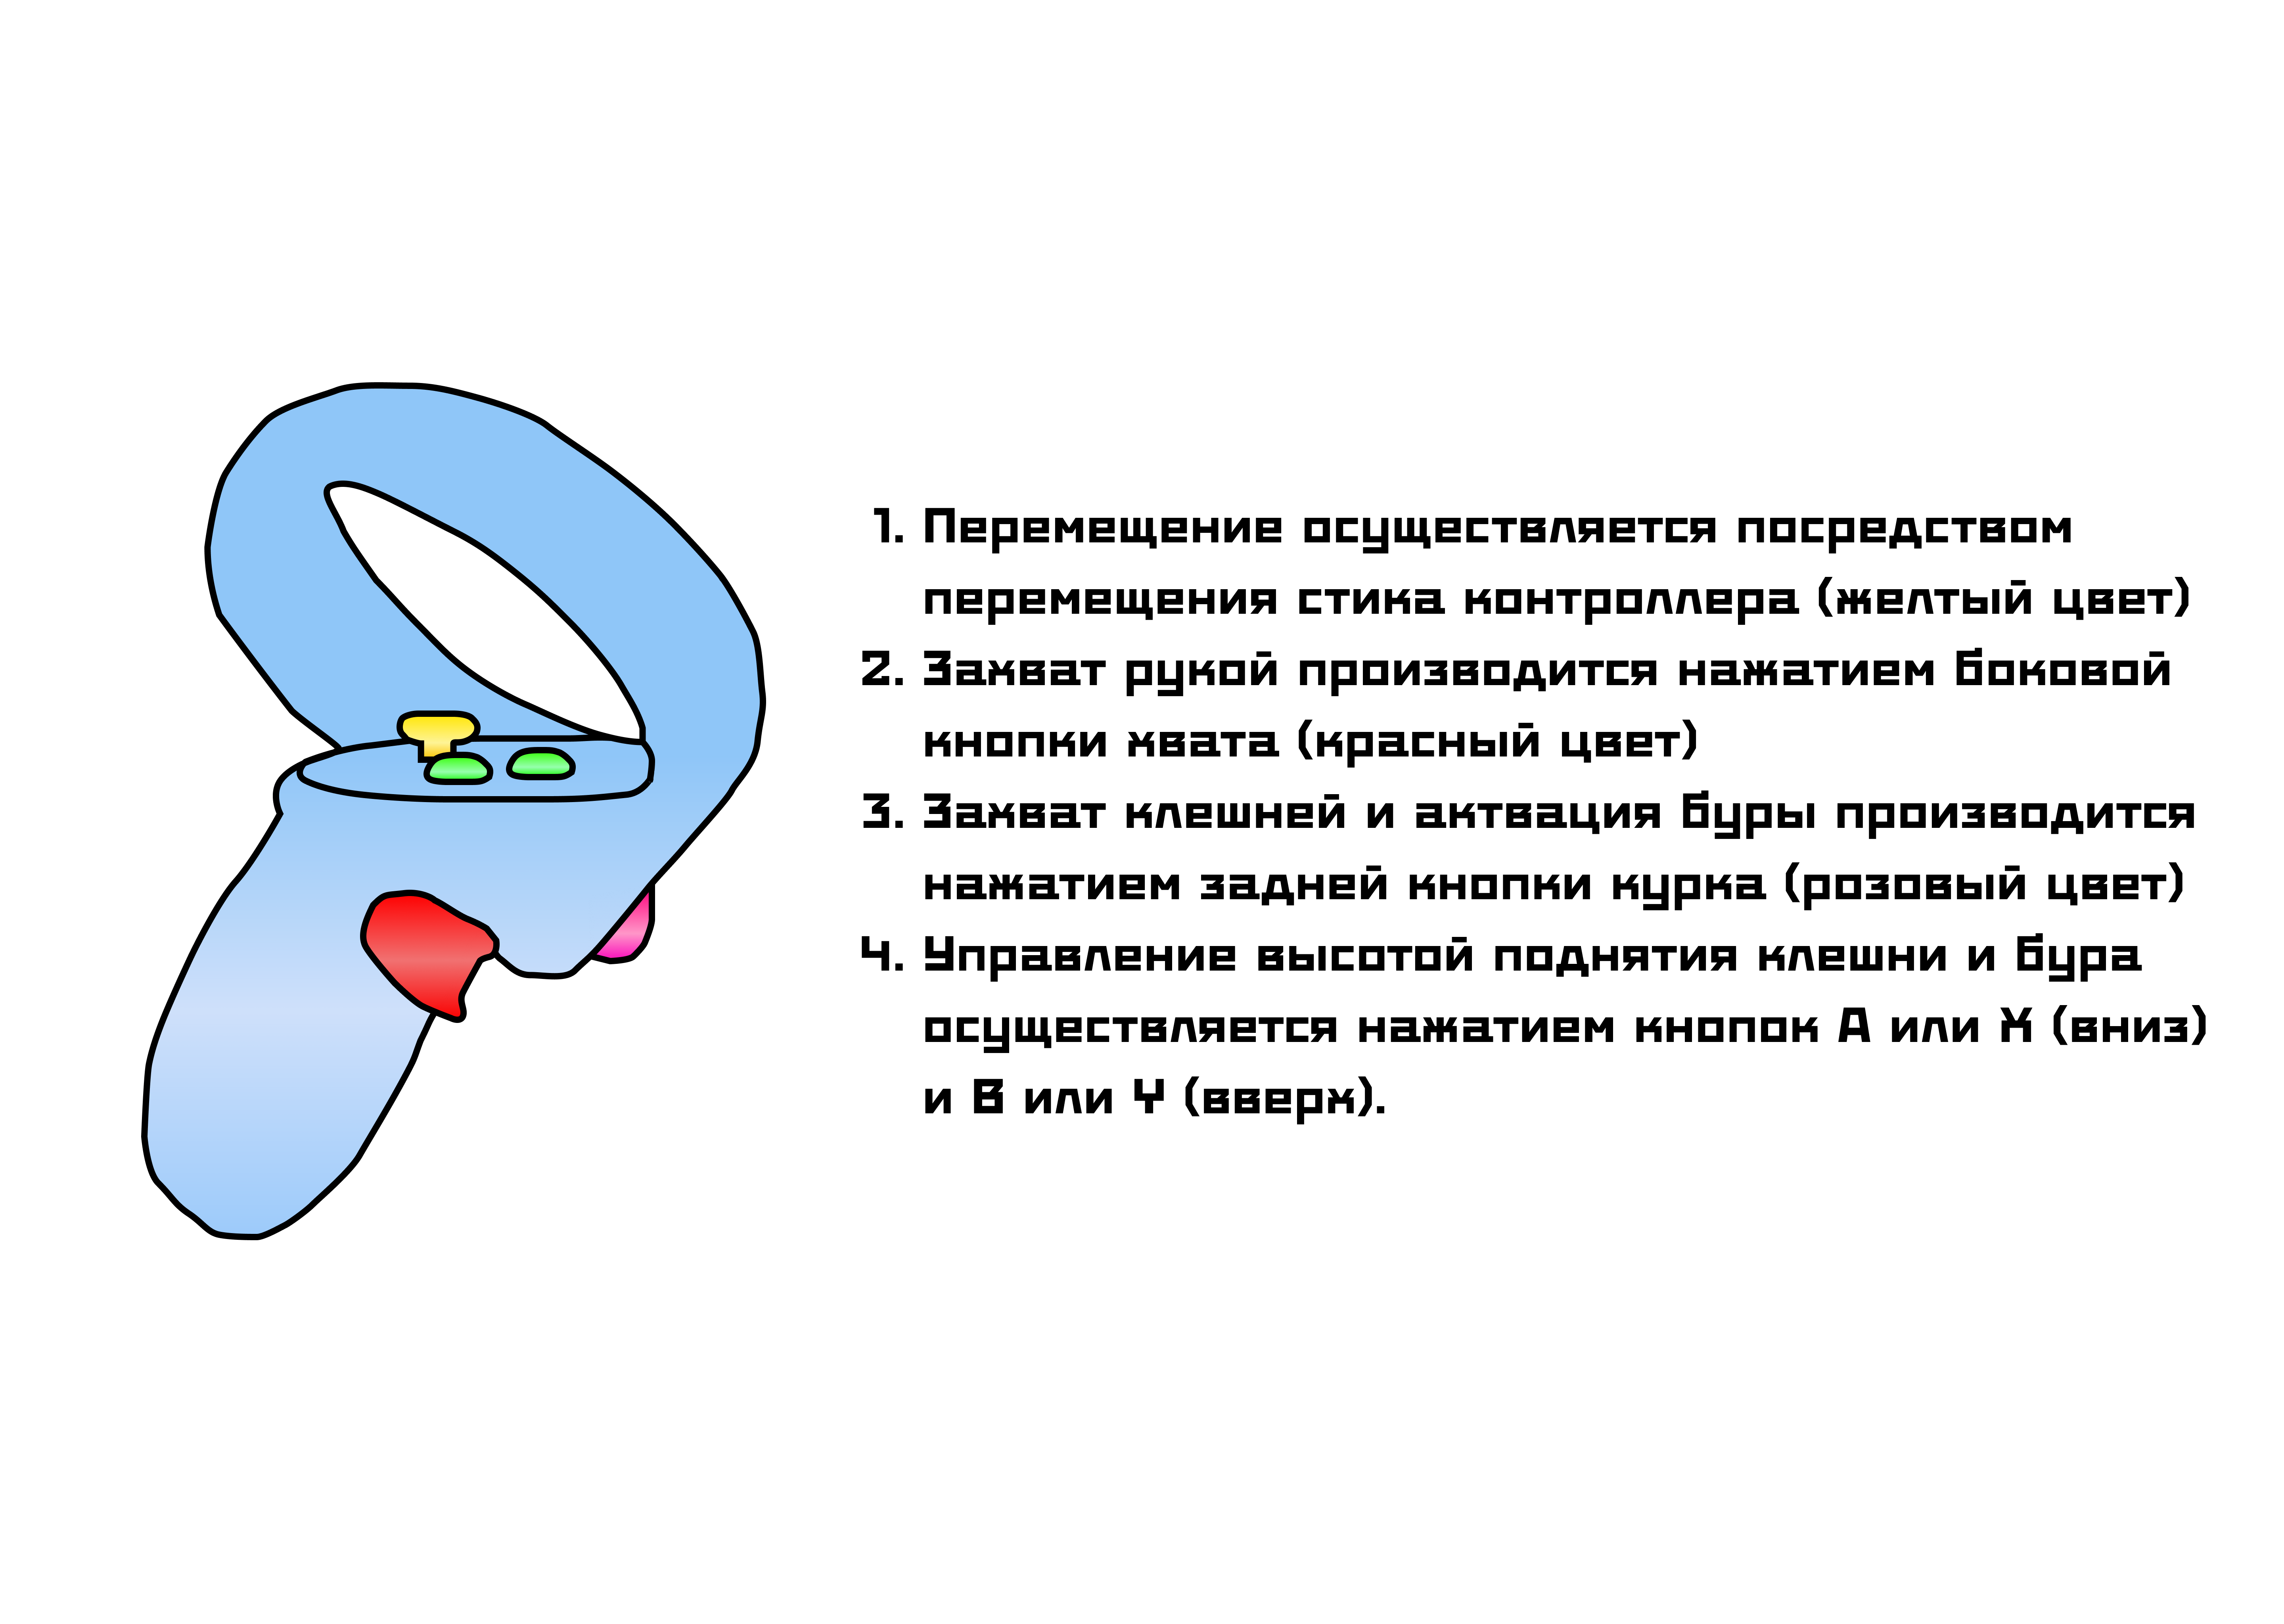 1. Перемещение осуществляется посредством
перемещения стика контроллера (желтый цвет)
2. Захват рукой производится нажатием боковой
кнопки хвата (красный цвет)
3. Захват клешней и актвация буры производится
нажатием задней кнопки курка (розовый цвет)
4. Управление высотой поднятия клешни и бура
осуществляется нажатием кнопок A или X (вниз)
и B или Y (вверх).